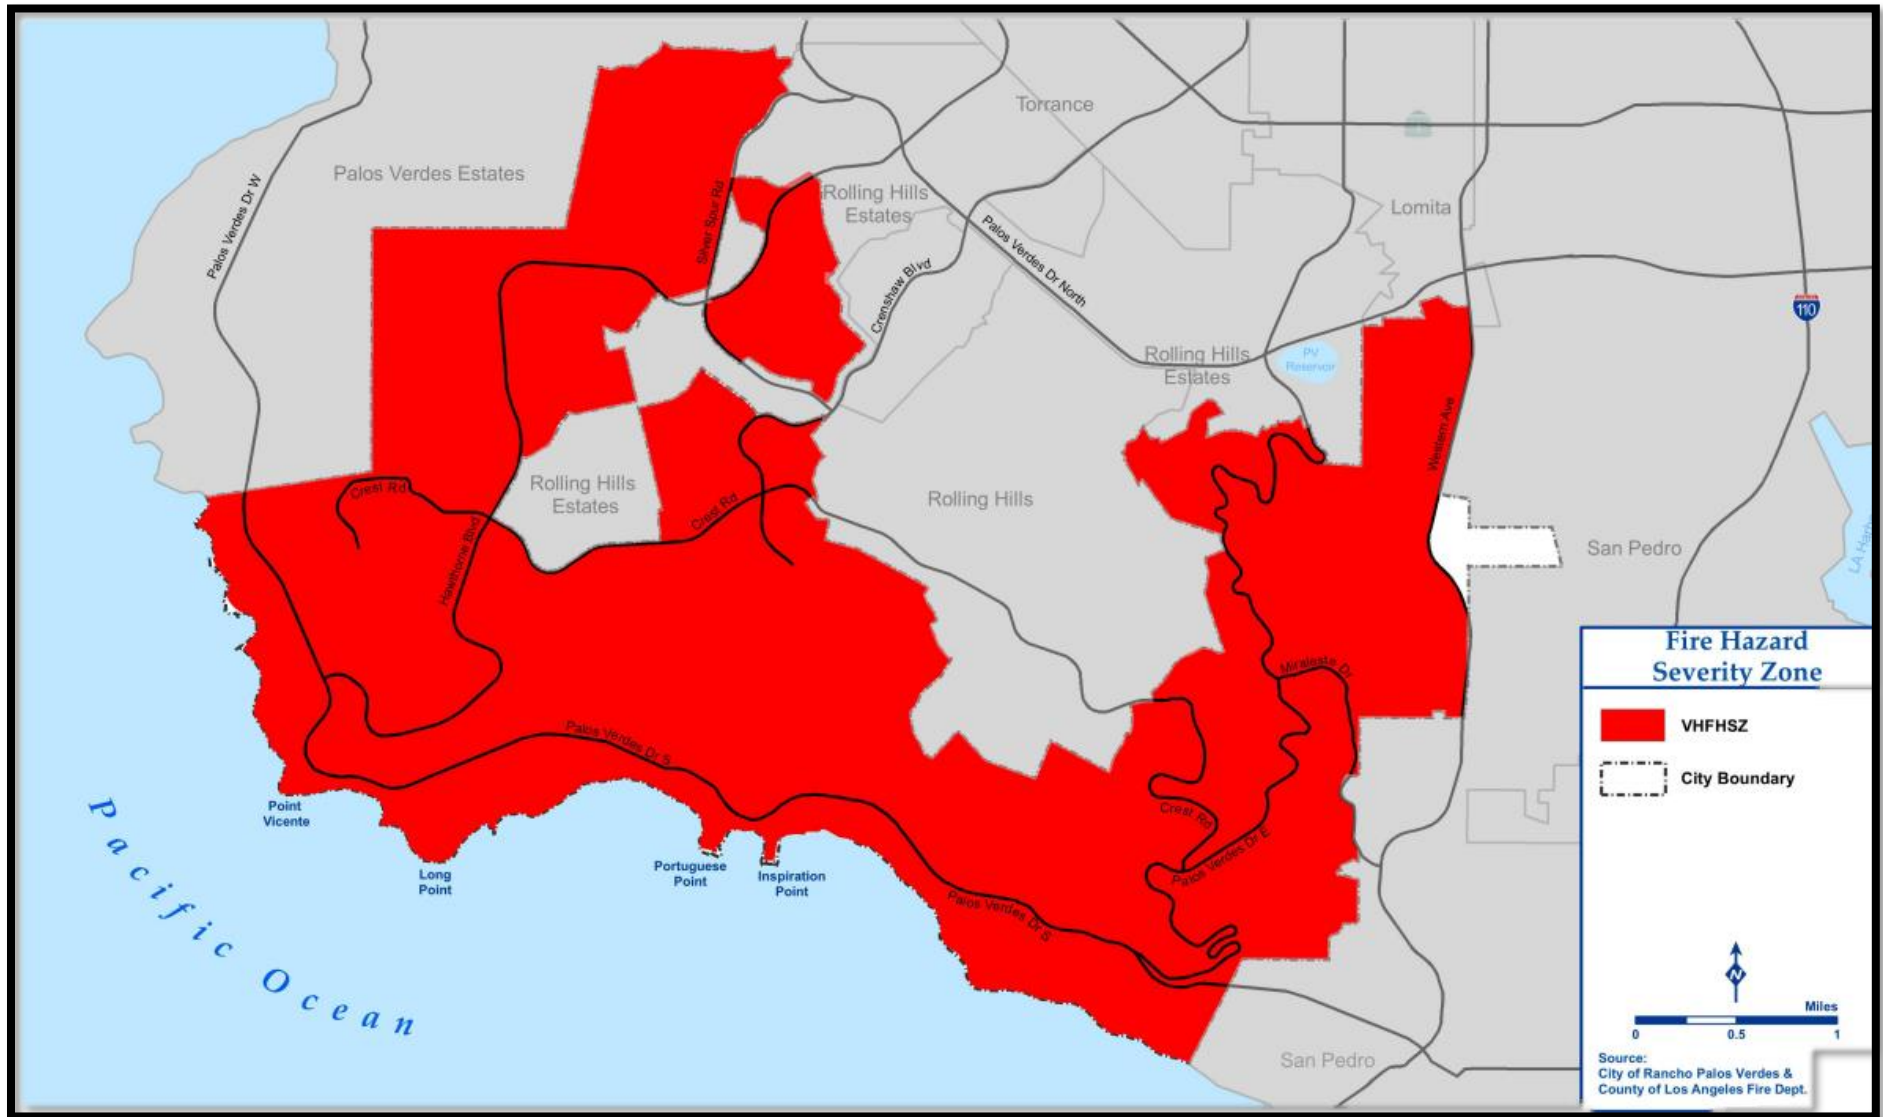 Torrance
Palos Verdes Estates
Palos Verdes Dr W
Silver Spur Rd
Rolling Hills
Estates
Lomita
Palos Verdes Dr North
Crenshaw Blvd
110
Rolling Hills
Estates
PV
Reservoir
Western Ave
Crest Rd
Rolling Hills
Estates
Crest Rd
Rolling Hills
Hawthorne Blvd
San Pedro
Miraleste Dr
Palos Verdes Dr S
Point
Vicente
Long
Point
Portuguese
Point
Inspiration
Point
Crest Rd
Palos Verdes Dr E
Palos Verdes Dr S
Pacific Ocean
San Pedro
Fire Hazard
Severity Zone
VHFHSZ
City Boundary
N
Miles
0 0.5 1
Source:
City of Rancho Palos Verdes &
County of Los Angeles Fire Dept.